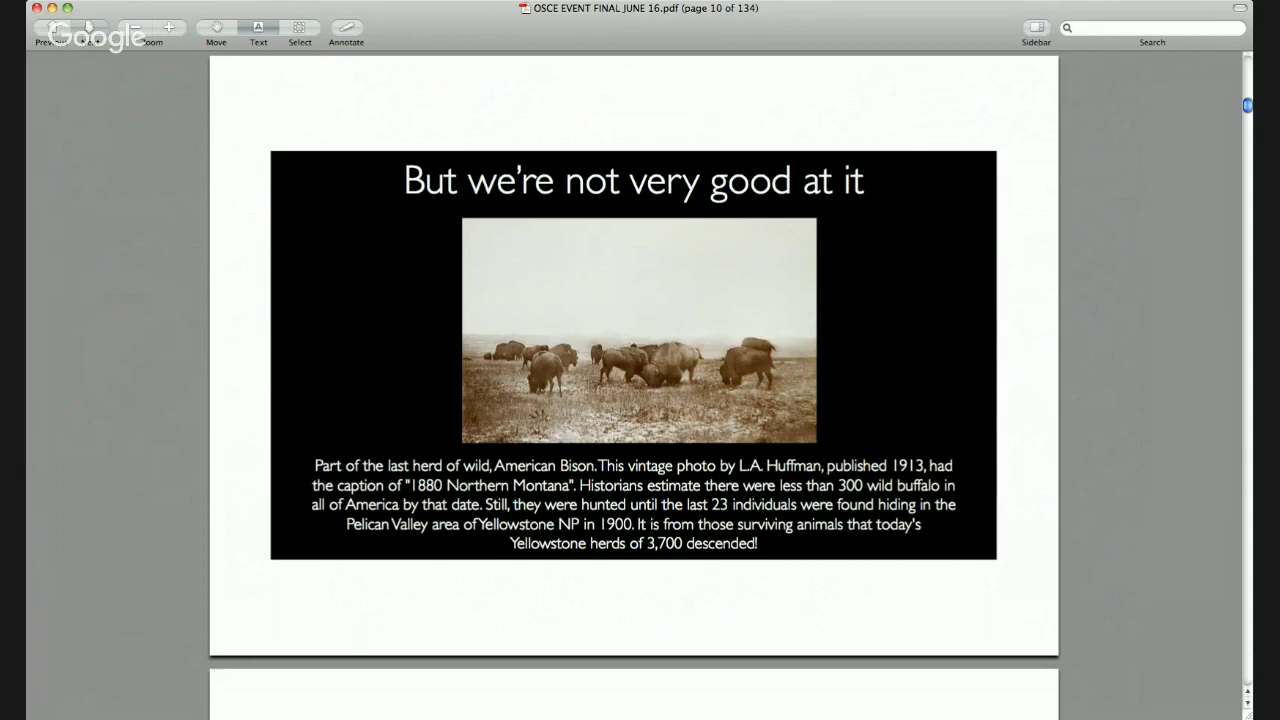 OSCE EVENT FINAL JUNE 16.pdf (page 10 of 134)
Google
Zoom
Move
Text
Select
Annotate
Sidebar
Search
But we're not very good at it
Part of the last herd of wild, American Bison. This vintage photo by L.A. Huffman, published 1913, had
the caption of "1880 Northern Montana". Historians estimate there were less than 300 wild buffalo in
all of America by that date. Still, they were hunted until the last 23 individuals were found hiding in the
Pelican Valley area of Yellowstone NP in 1900. It is from those surviving animals that today's
Yellowstone herds of 3,700 descended!